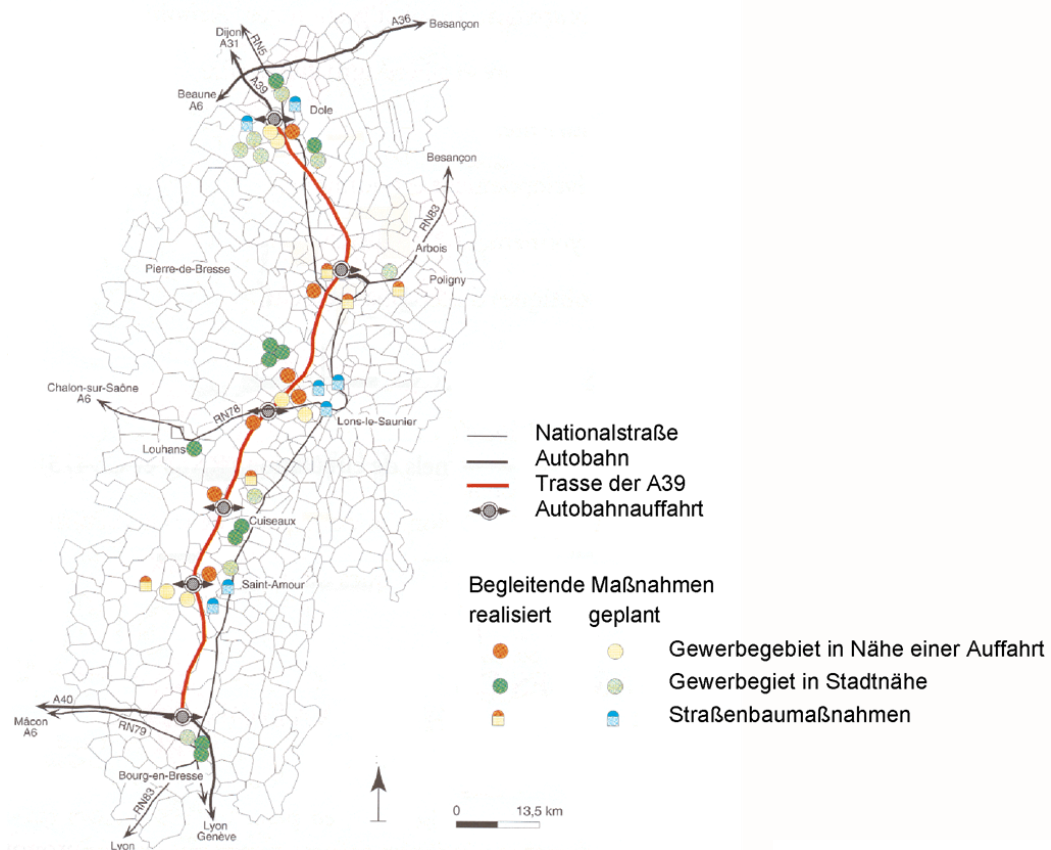 A36
Besançon
Dijon
A31
RN5
A39
Beaune
A6
Dole
Besançon
RN83
Arbois
Pierre-de-Bresse
Poligny
Chalon-sur-Saône
A6
RN78
Lons-le-Saunier
Louhans
Cuiseaux
Saint-Amour
A40
Mâcon
A6
RN79
Bourg-en-Bresse
RN83
Lyon
Genève
Lyon
0 13,5 km
Nationalstraße
Autobahn
Trasse der A39
Autobahnauffahrt
Begleitende Maßnahmen
realisiert geplant
Gewerbegebiet in Nähe einer Auffahrt
Gewerbegiet in Stadtnähe
Straßenbaumaßnahmen